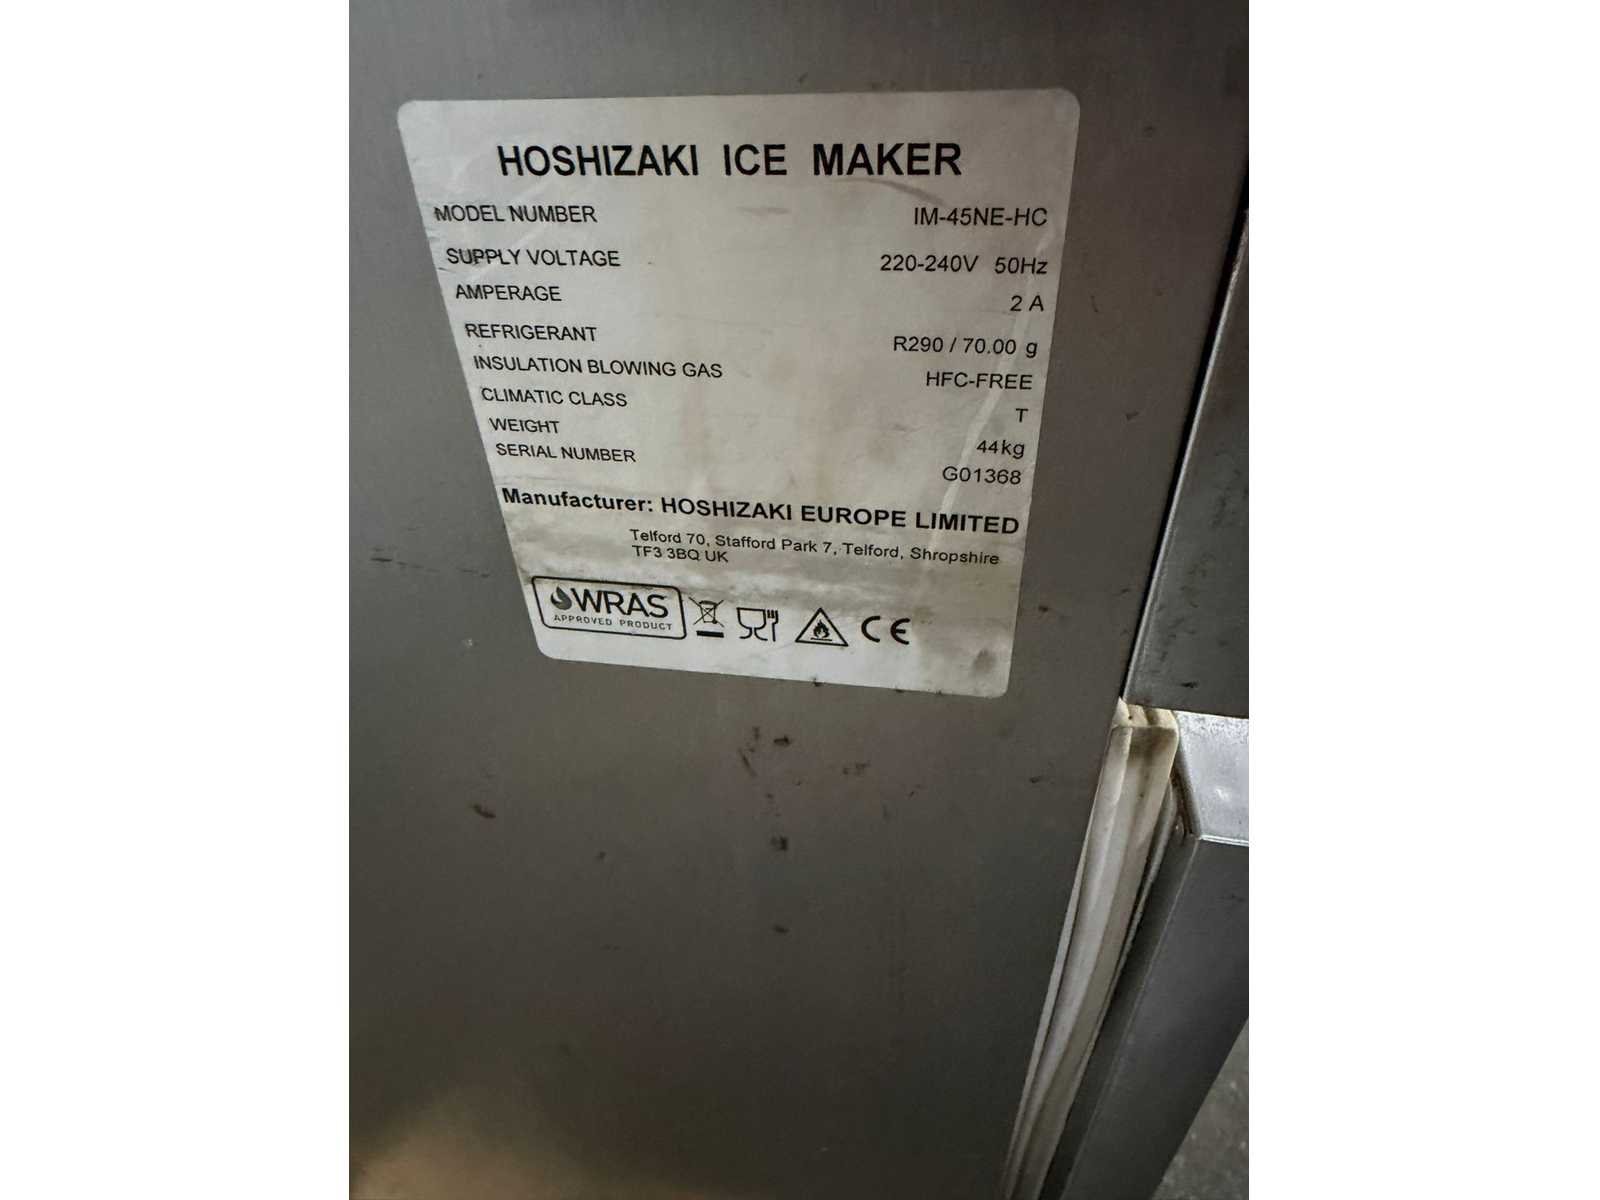 HOSHIZAKI ICE MAKER
MODEL NUMBER IM-45NE-HC
SUPPLY VOLTAGE 220-240V 50Hz
AMPERAGE 2 A
REFRIGERANT R290 / 70.00 g
INSULATION BLOWING GAS HFC-FREE
CLIMATIC CLASS T
WEIGHT 44kg
SERIAL NUMBER G01368
Manufacturer: HOSHIZAKI EUROPE LIMITED
Telford 70, Stafford Park 7, Telford, Shropshire
TF3 3BQ UK
WRAS CE
APPROVED PRODUCT